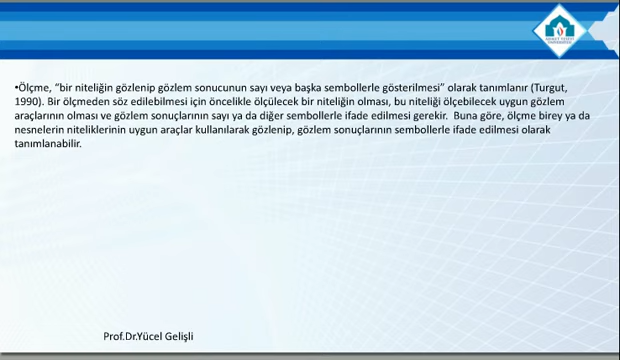 •Ölçme, “bir niteliğin gözlenip gözlem sonucunun sayı veya başka sembollerle gösterilmesi” olarak tanımlanır (Turgut,
1990). Bir ölçmeden söz edilebilmesi için öncelikle ölçülecek bir niteliğin olması, bu niteliği ölçebilecek uygun gözlem
araçlarının olması ve gözlem sonuçlarının sayı ya da diğer sembollerle ifade edilmesi gerekir.  Buna göre, ölçme birey ya da
nesnelerin niteliklerinin uygun araçlar kullanılarak gözlenip, gözlem sonuçlarının sembollerle ifade edilmesi olarak
tanımlanabilir.
Prof.Dr.Yücel Gelişli